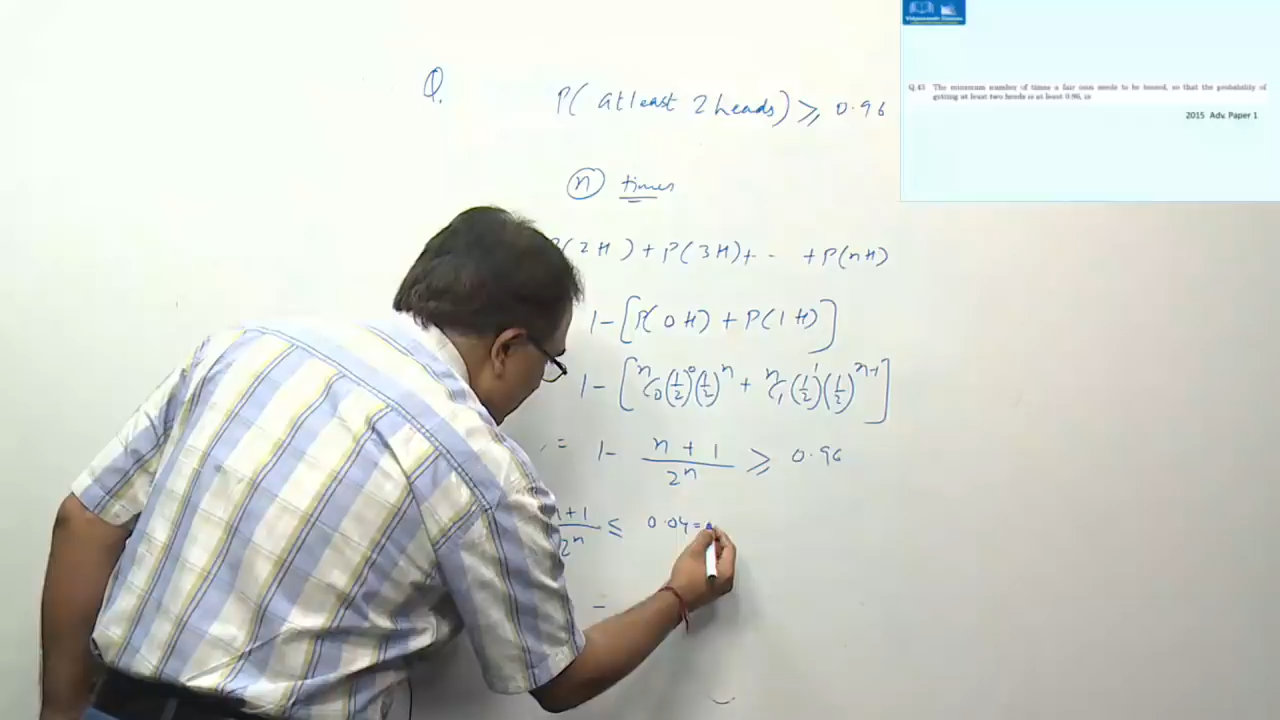 Q.
P( at least 2 heads) ⩾ 0.96
n times
P(2H) + P(3H)+ - - + P(nH)
1-[P(0H) + P(1H)]
1-[ⁿC₀(1/2)⁰(1/2)ⁿ + ⁿC₁(1/2)¹(1/2)ⁿ⁻¹]
= 1- n+1/2ⁿ ⩾ 0.96
n+1/2ⁿ ≤ 0.04=
Q.45 The minimum number of times a fair coin needs to be tossed, so that the probability of
getting at least two heads is at least 0.96, is
2015 Adv. Paper 1